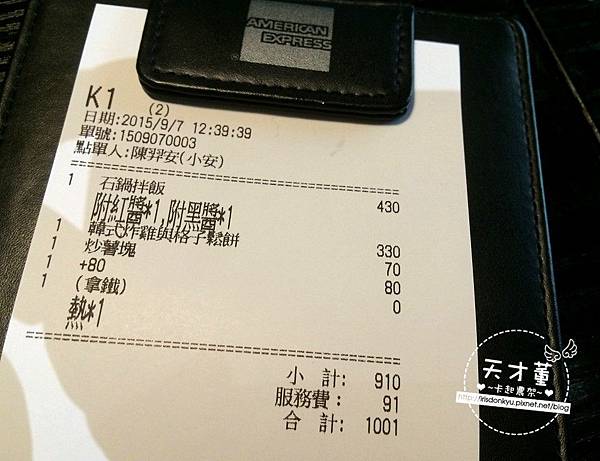 AMERICAN
EXPRESS
K1 (2)
日期:2015/9/7 12:39:39
單號:1509070003
點單人:陳羿安(小安)
1 石鍋拌飯 430
附紅醬*1,附黑醬*1
1 韓式炸雞與格子鬆餅 330
1 炒薯塊 70
1 +80 80
1 (拿鐵) 0
熱*1
小 計: 910
服務費: 91
合 計: 1001
天才董
~卡起農架~
http://irisdonkyu.pixnet.net/blog